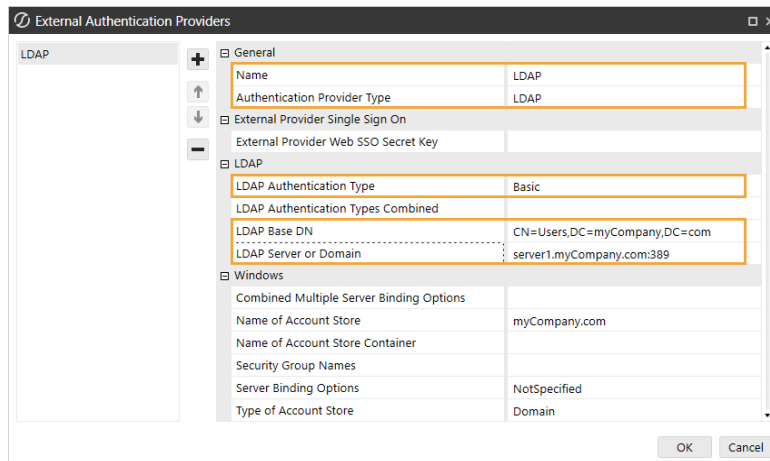 External Authentication Providers
LDAP
General
Name LDAP
Authentication Provider Type LDAP
External Provider Single Sign On
External Provider Web SSO Secret Key
LDAP
LDAP Authentication Type Basic
LDAP Authentication Types Combined
LDAP Base DN CN=Users,DC=myCompany,DC=com
LDAP Server or Domain server1.myCompany.com:389
Windows
Combined Multiple Server Binding Options
Name of Account Store myCompany.com
Name of Account Store Container
Security Group Names
Server Binding Options NotSpecified
Type of Account Store Domain
OK Cancel